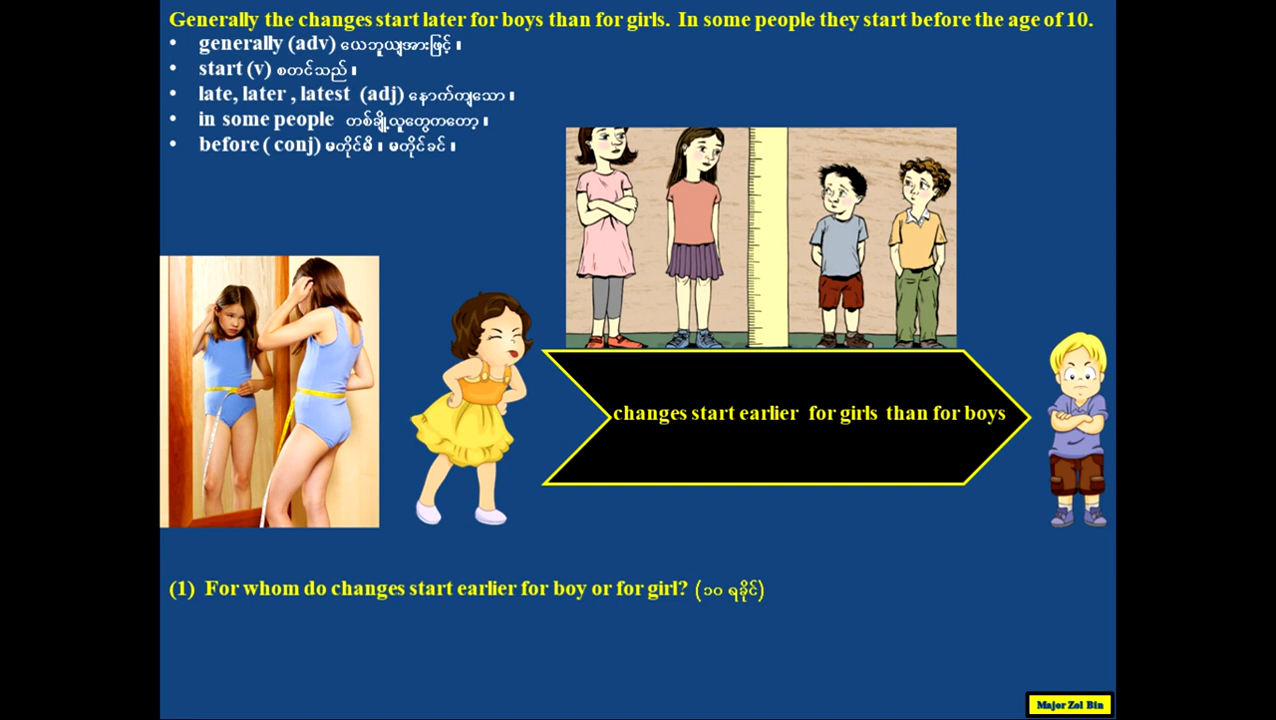 Generally the changes start later for boys than for girls. In some people they start before the age of 10.
• generally (adv) ယေဘူယျအားဖြင့် ။
• start (v) စတင်သည် ။
• late, later , latest (adj) နောက်ကျသော ။
• in some people တစ်ချို့လူတွေကတော့ ။
• before ( conj) မတိုင်မီ ၊ မတိုင်ခင် ။
changes start earlier for girls than for boys
(1) For whom do changes start earlier for boy or for girl? (၁၀ ရခိုင်)
Major Zol Bin